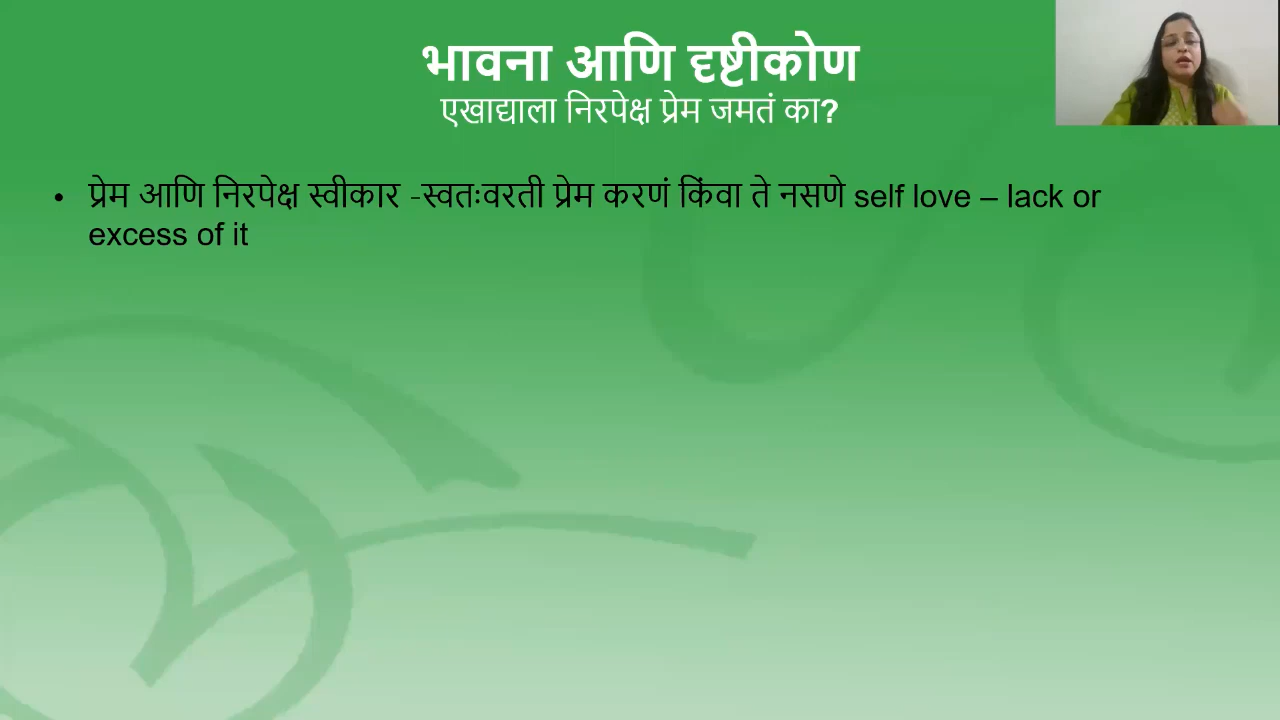 भावना आणि दृष्टीकोण
एखाद्याला निरपेक्ष प्रेम जमतं का?
• प्रेम आणि निरपेक्ष स्वीकार -स्वतःवरती प्रेम करणं किंवा ते नसणे self love – lack or
excess of it